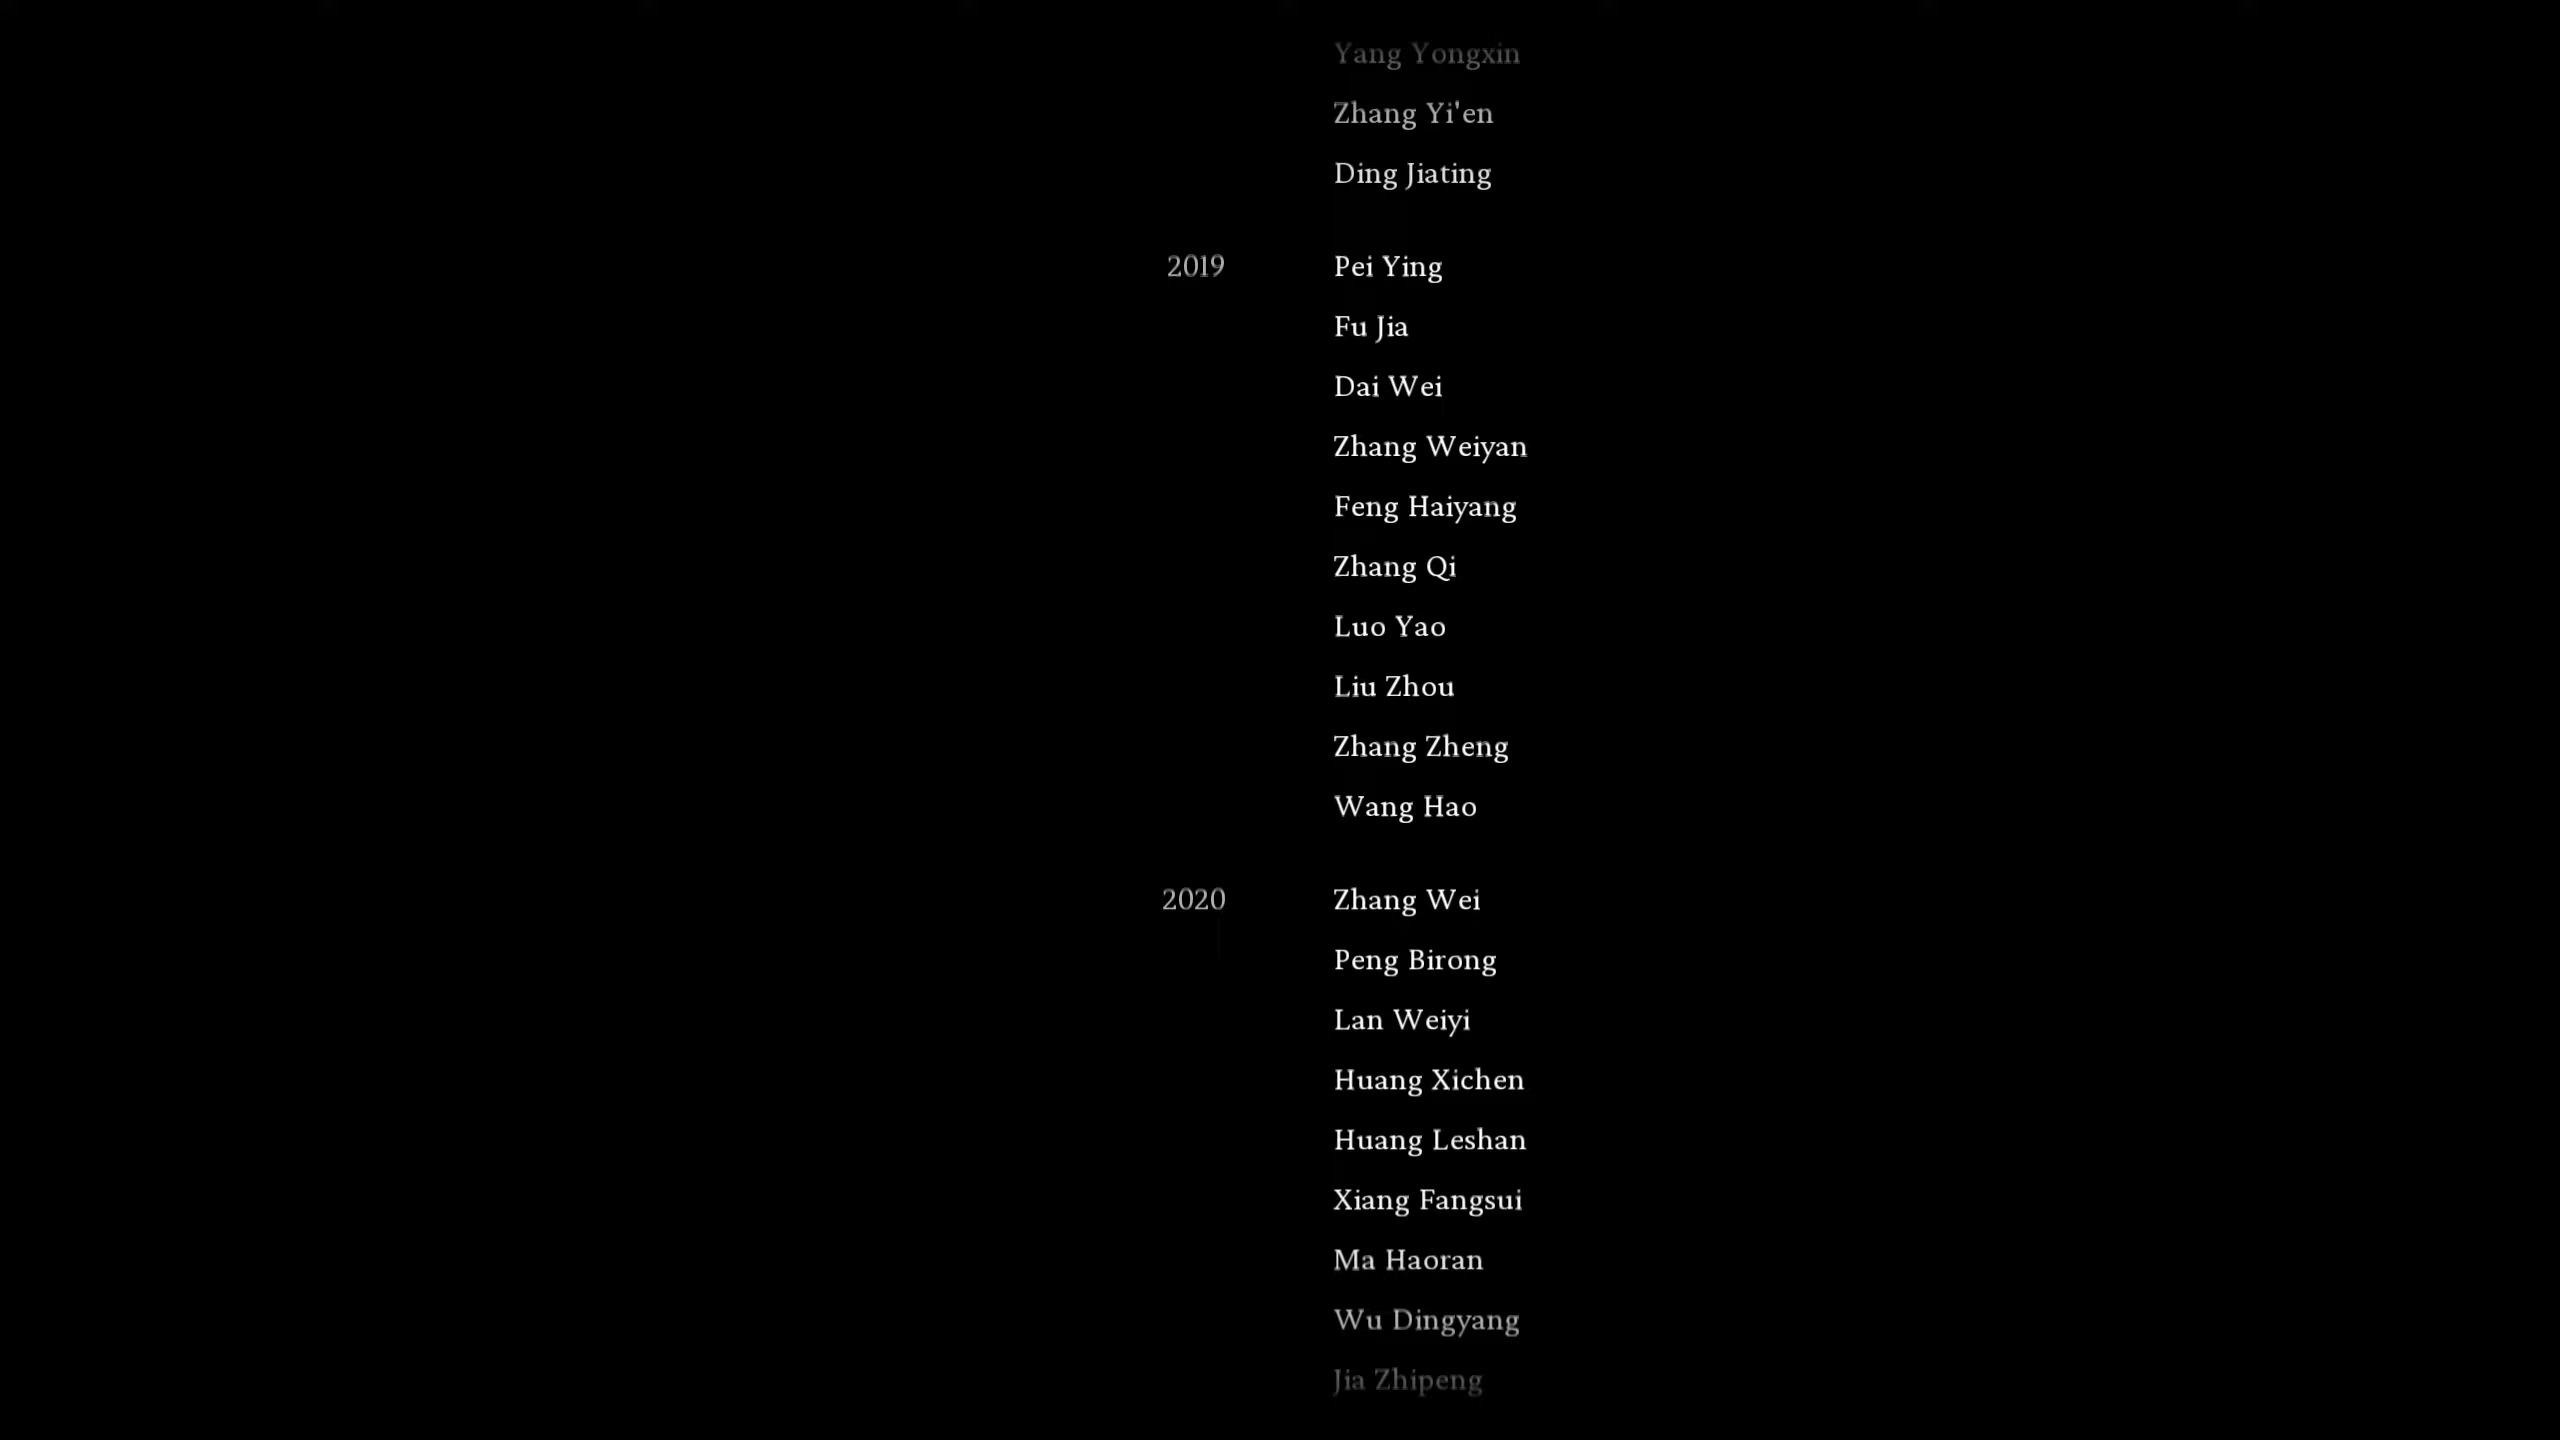 Yang Yongxin
Zhang Yi'en
Ding Jiating
2019 Pei Ying
Fu Jia
Dai Wei
Zhang Weiyan
Feng Haiyang
Zhang Qi
Luo Yao
Liu Zhou
Zhang Zheng
Wang Hao
2020 Zhang Wei
Peng Birong
Lan Weiyi
Huang Xichen
Huang Leshan
Xiang Fangsui
Ma Haoran
Wu Dingyang
Jia Zhipeng